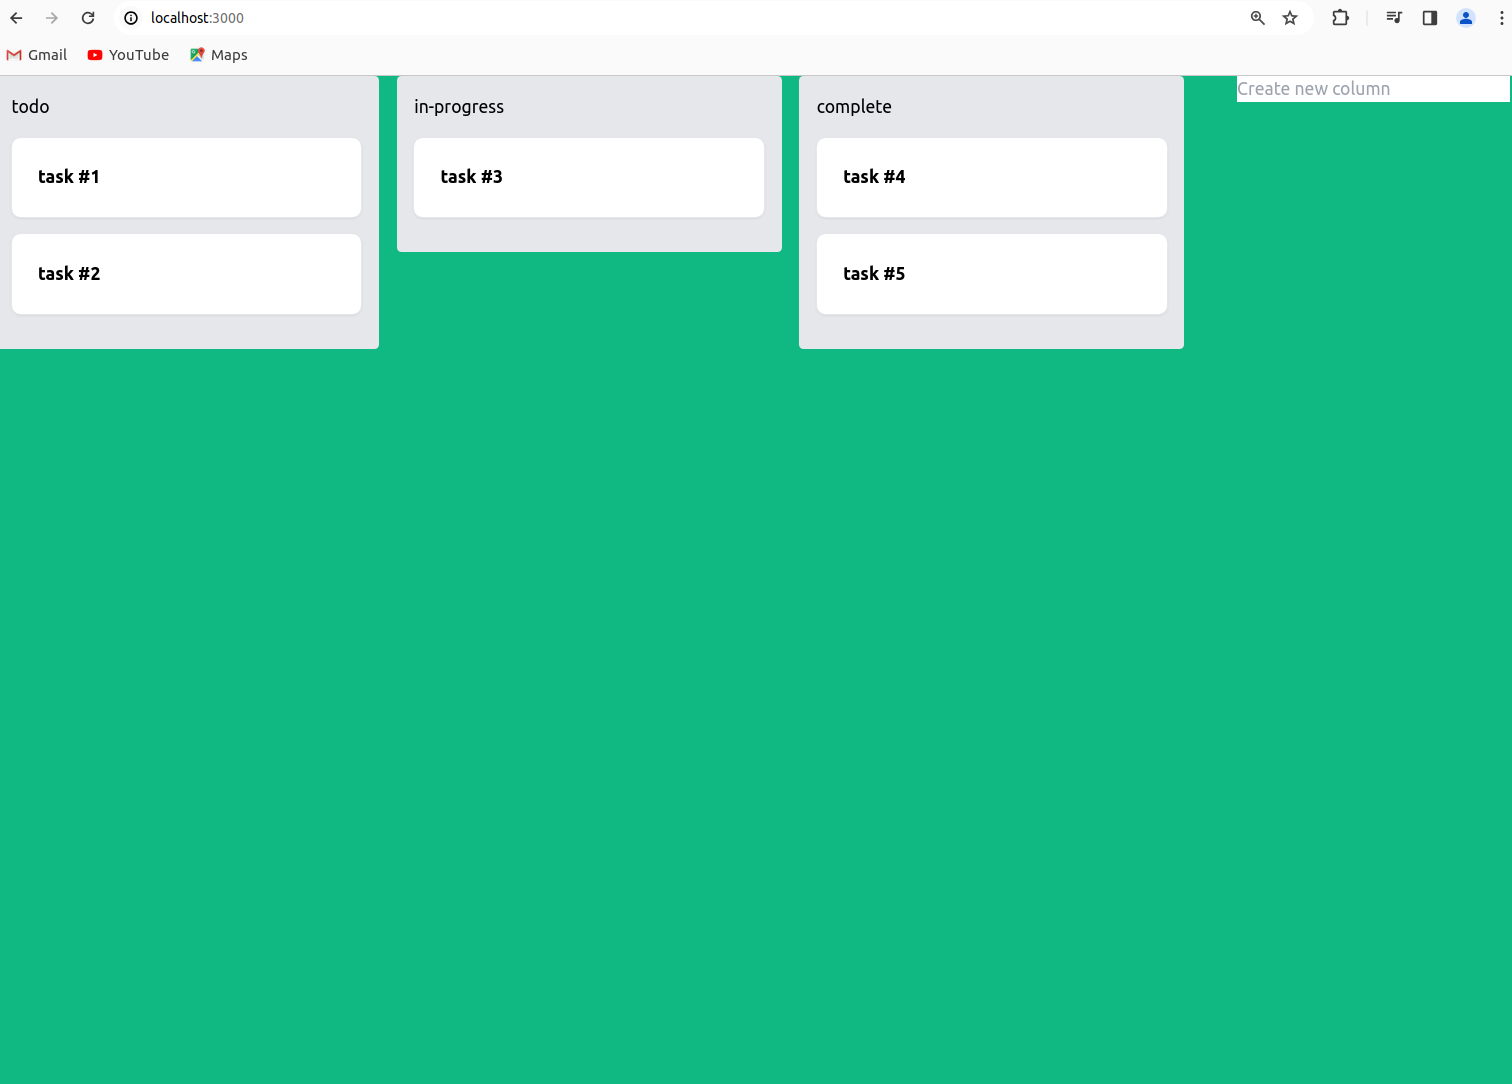 localhost:3000
Gmail YouTube Maps
todo
task #1
task #2
in-progress
task #3
complete
task #4
task #5
Create new column